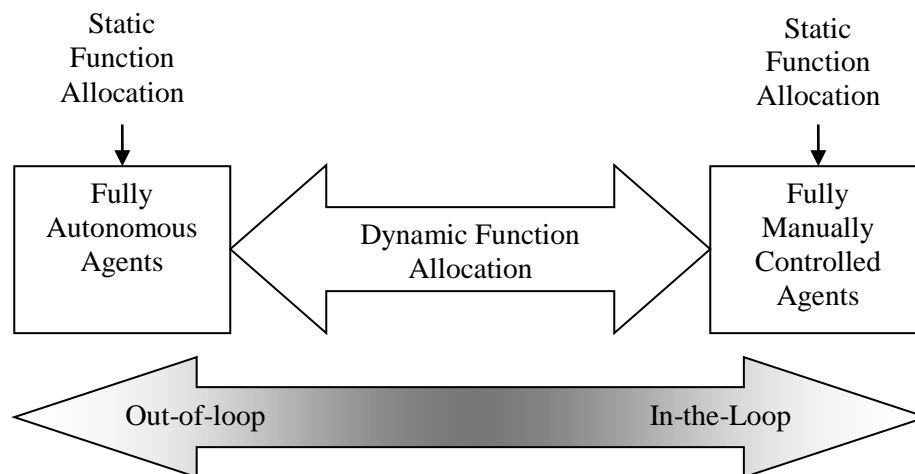 Static
Function
Allocation
Static
Function
Allocation
Fully
Autonomous
Agents
Dynamic Function
Allocation
Fully
Manually
Controlled
Agents
Out-of-loop
In-the-Loop